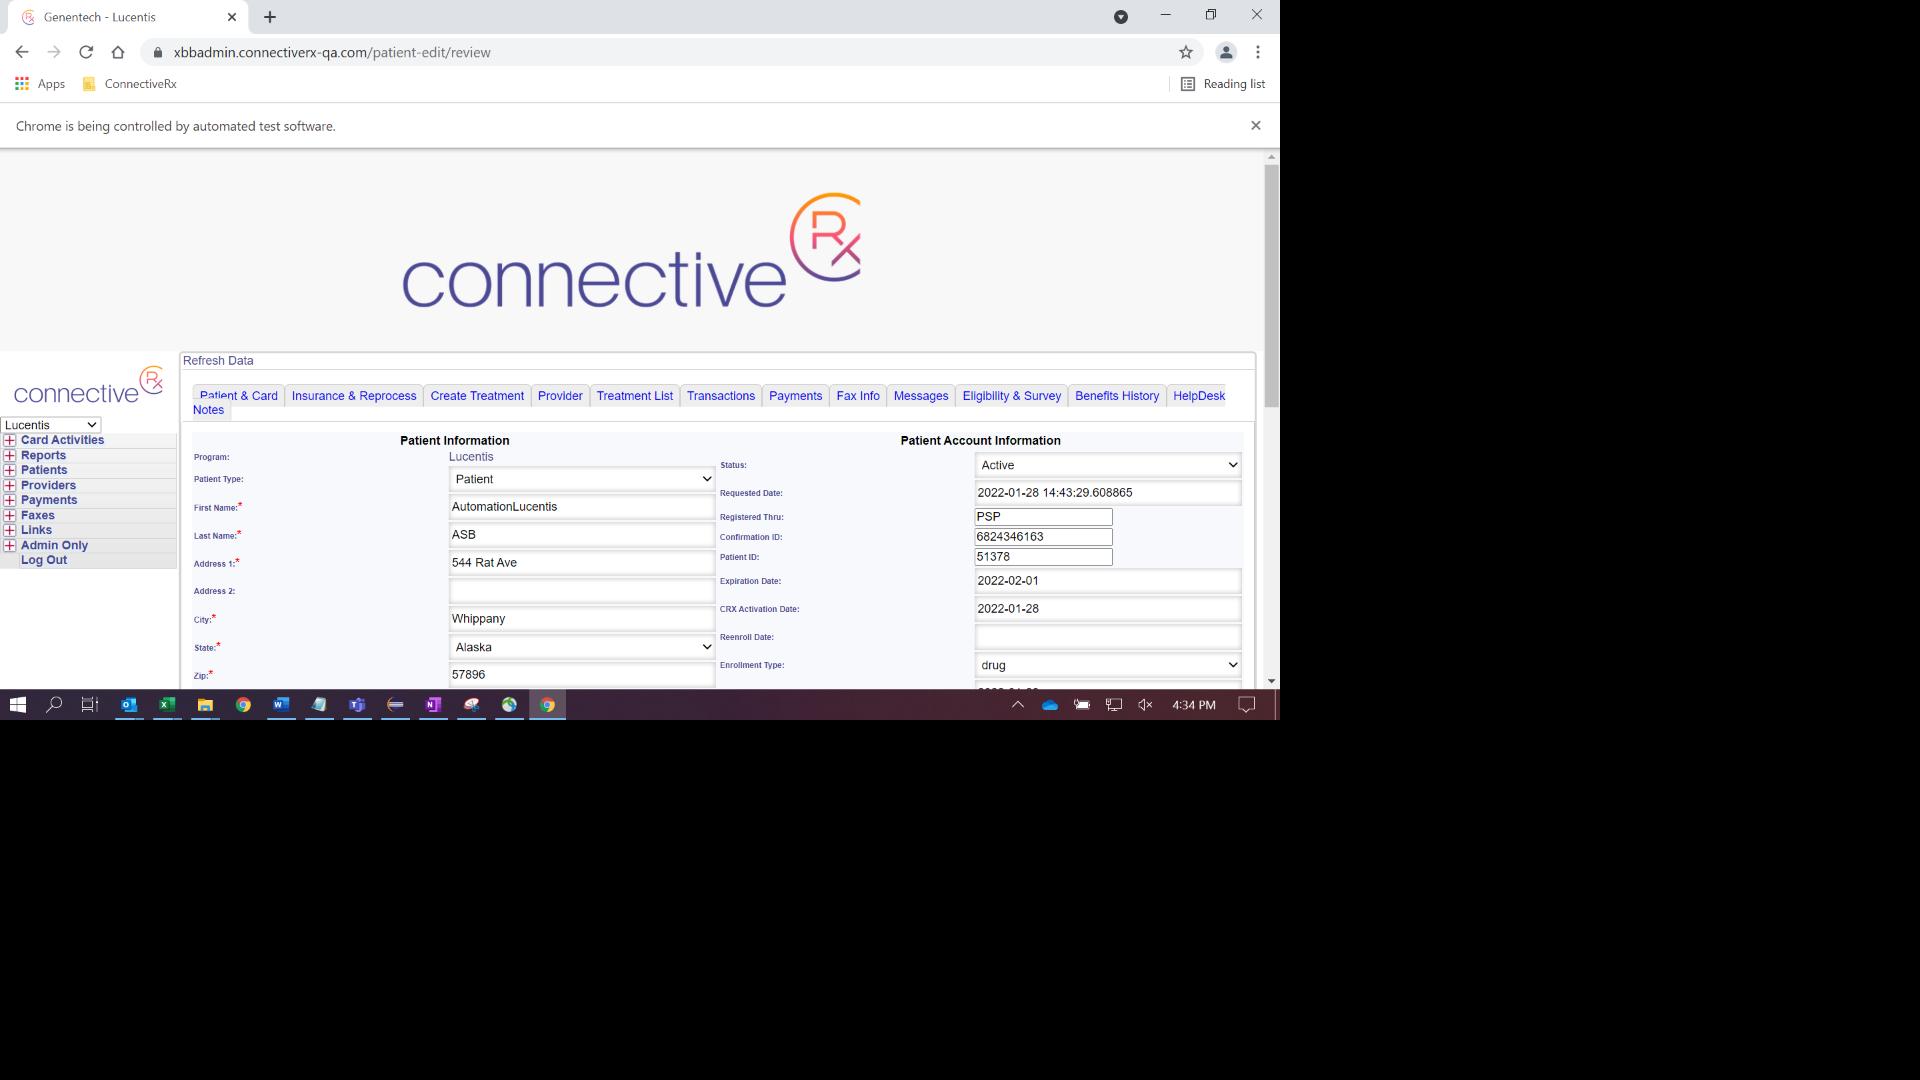 Genentech - Lucentis
xbbadmin.connectiverx-qa.com/patient-edit/review
Apps
ConnectiveRx
Reading list
Chrome is being controlled by automated test software.
connective Rx
connective Rx
Lucentis
Card Activities
Reports
Patients
Providers
Payments
Faxes
Links
Admin Only
Log Out
Refresh Data
Patient & Card Insurance & Reprocess Create Treatment Provider Treatment List Transactions Payments Fax Info Messages Eligibility & Survey Benefits History HelpDesk
Notes
Patient Information
Program: Lucentis
Patient Type: Patient
First Name:* AutomationLucentis
Last Name:* ASB
Address 1:* 544 Rat Ave
Address 2:
City:* Whippany
State:* Alaska
Zip:* 57896
Patient Account Information
Status: Active
Requested Date: 2022-01-28 14:43:29.608865
Registered Thru: PSP
Confirmation ID: 6824346163
Patient ID: 51378
Expiration Date: 2022-02-01
CRX Activation Date: 2022-01-28
Reenroll Date:
Enrollment Type: drug
4:34 PM